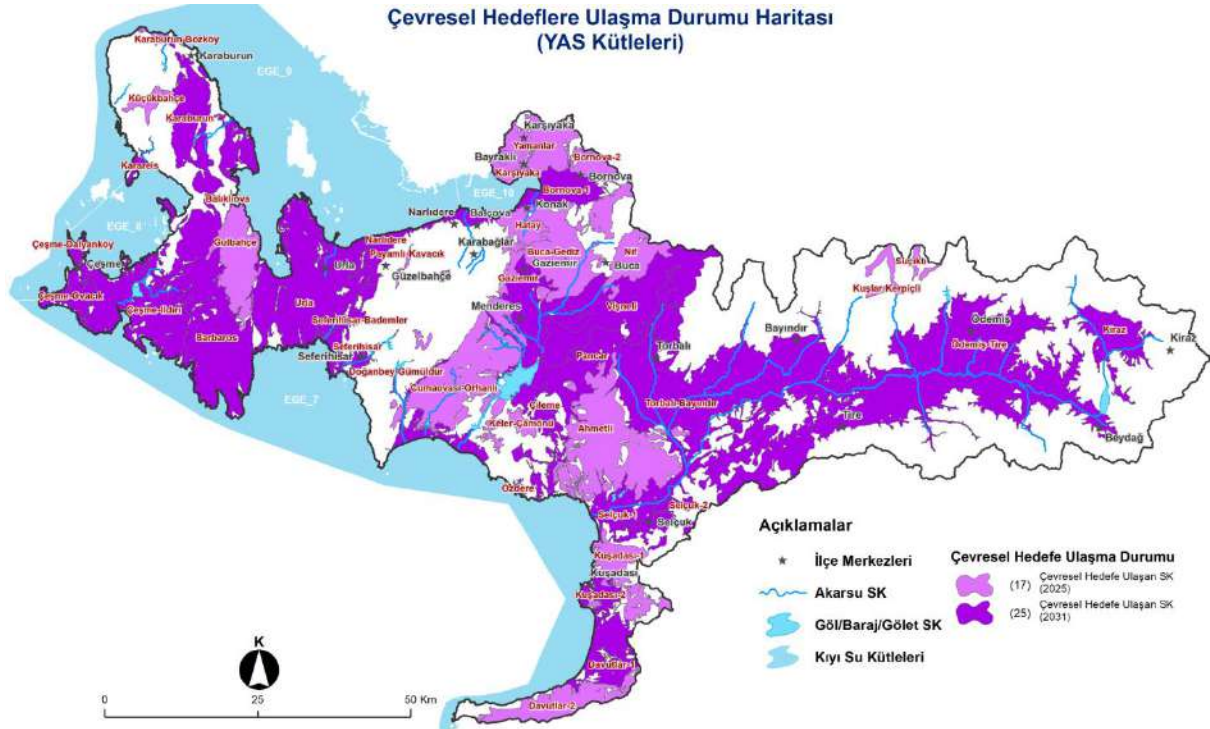 Çevresel Hedeflere Ulaşma Durumu Haritası
(YAS Kütleleri)
Karaburun-Bozköy
Karaburun
EGE_9
Küçükbahçe
Karaburun
Karareis
Balıklıova
EGE_8
Gülbahçe
Çeşme-Dalyanköy
Çeşme
Çeşme-Ovacık
Çeşme-Ildırı
Barbaros
Urla
Urla
Karşıyaka
Yamanlar
Bayraklı
Bornova-2
Karşıyaka
Bornova
EGE_10
Bornova-1
Konak
Narlıdere
Balçova
Hatay
Narlıdere
Karabağlar
Payamlı-Kavacık
Güzelbahçe
Buca-Gediz
Nif
Gaziemir
Buca
Gaziemir
Seferihisar-Bademler
Menderes
Vişneli
Seferihisar
Seferihisar
Doğanbey Gümüldür
Pancar
Torbalı
Cumaovası-Orhanlı
Çileme
Keler-Çamönü
Ahmetli
Torbalı-Bayındır
EGE_7
Özdere
Suçıktı
Kuşlar-Kerpiçli
Bayındır
Ödemiş
Ödemiş-Tire
Kiraz
Kiraz
Tire
Beydağ
Selçuk-1
Selçuk-2
Selçuk
Kuşadası-1
Kuşadası
Kuşadası-2
Davutlar-1
Davutlar-2
Açıklamalar
İlçe Merkezleri
Akarsu SK
Göl/Baraj/Gölet SK
Kıyı Su Kütleleri
Çevresel Hedefe Ulaşma Durumu
(17) Çevresel Hedefe Ulaşan SK
(2025)
(25) Çevresel Hedefe Ulaşan SK
(2031)
K
0 25 50 Km